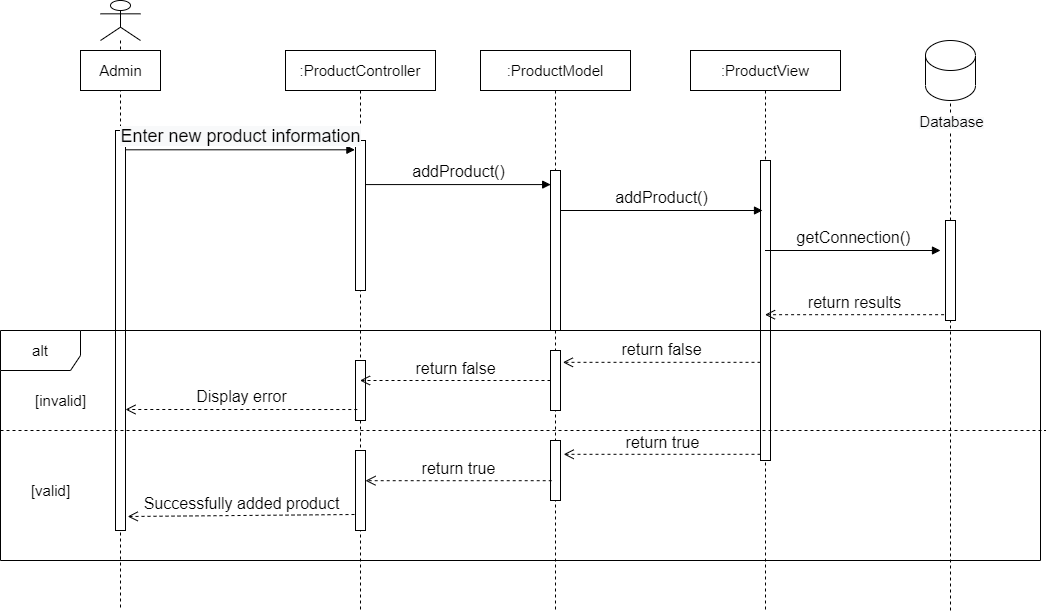 Admin
:ProductController
:ProductModel
:ProductView
Database
Enter new product information
addProduct()
addProduct()
getConnection()
return results
alt
return false
return false
Display error
[invalid]
return true
return true
[valid]
Successfully added product